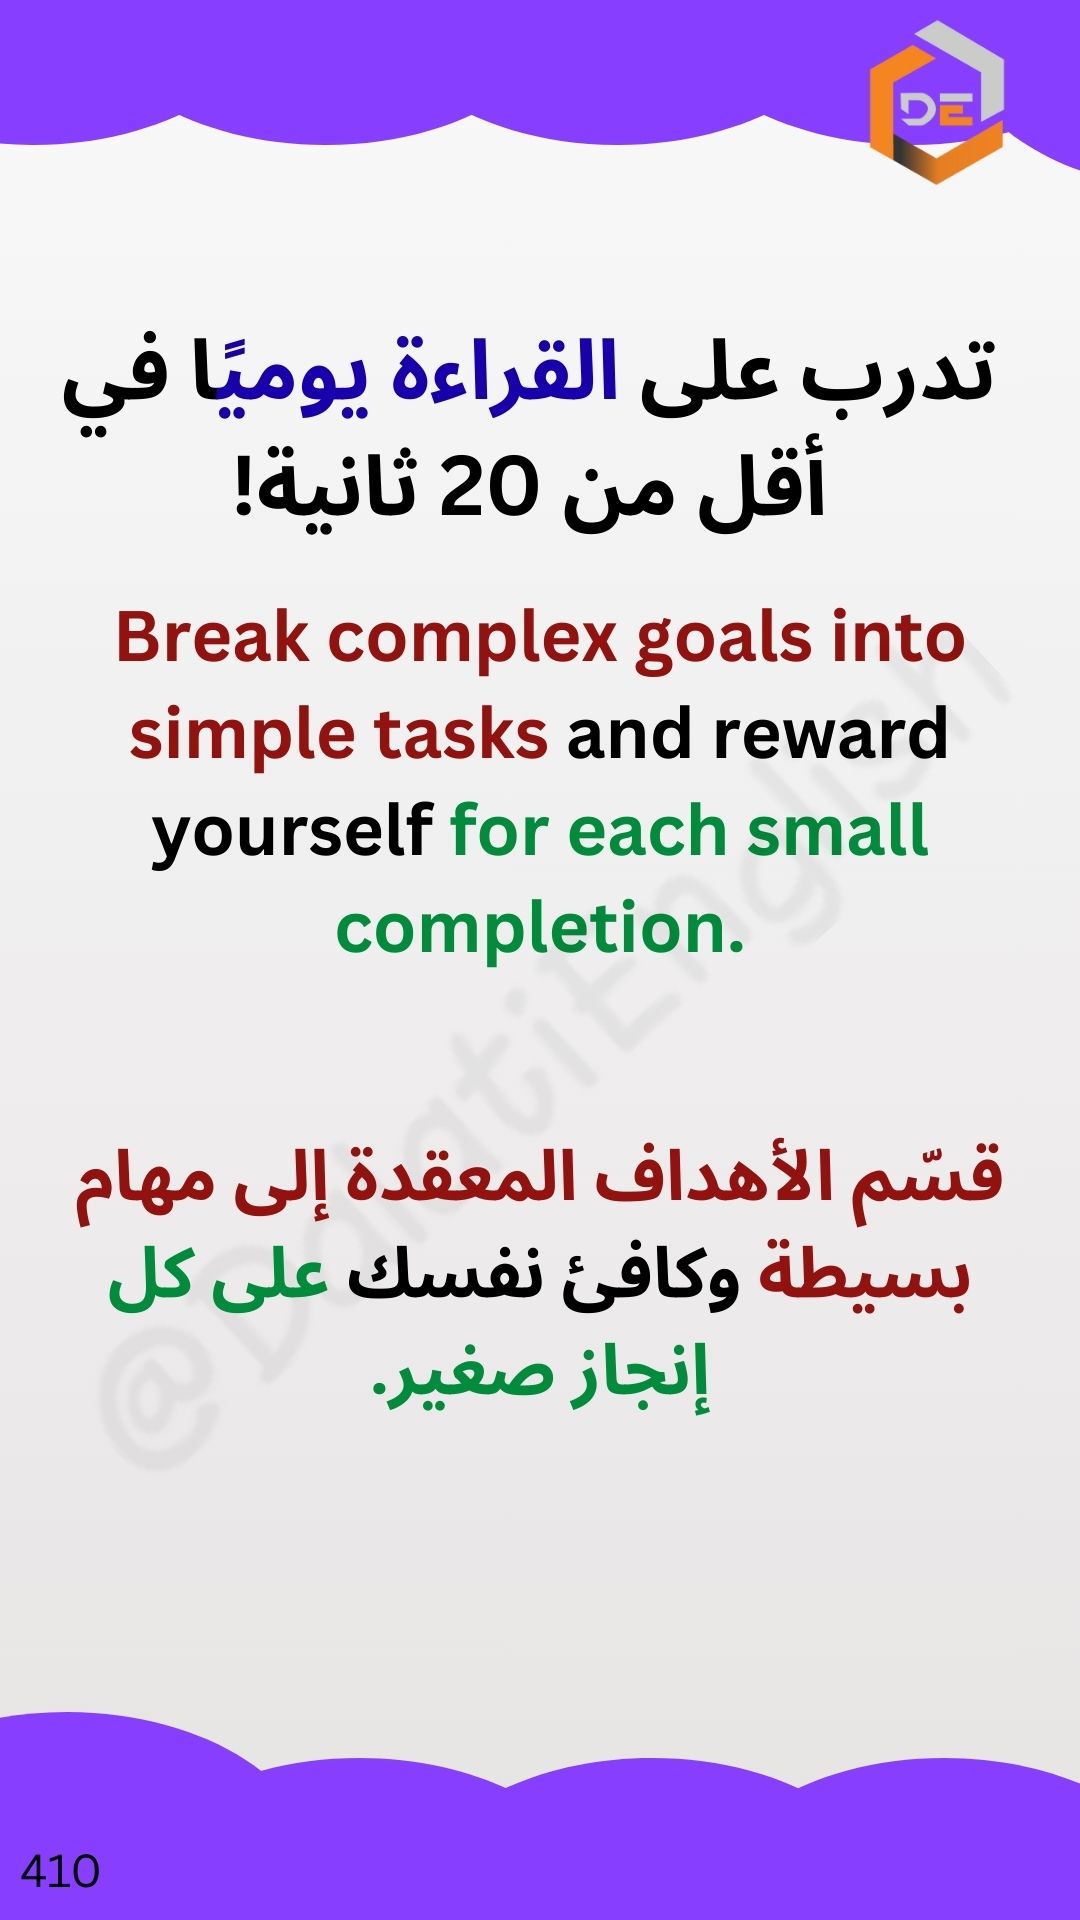 DE
تدرب على القراءة يوميًا في
أقل من 20 ثانية!
Break complex goals into
simple tasks and reward
yourself for each small
completion.
قسّم الأهداف المعقدة إلى مهام
بسيطة وكافئ نفسك على كل
إنجاز صغير.
@DdiatiEnglish
410